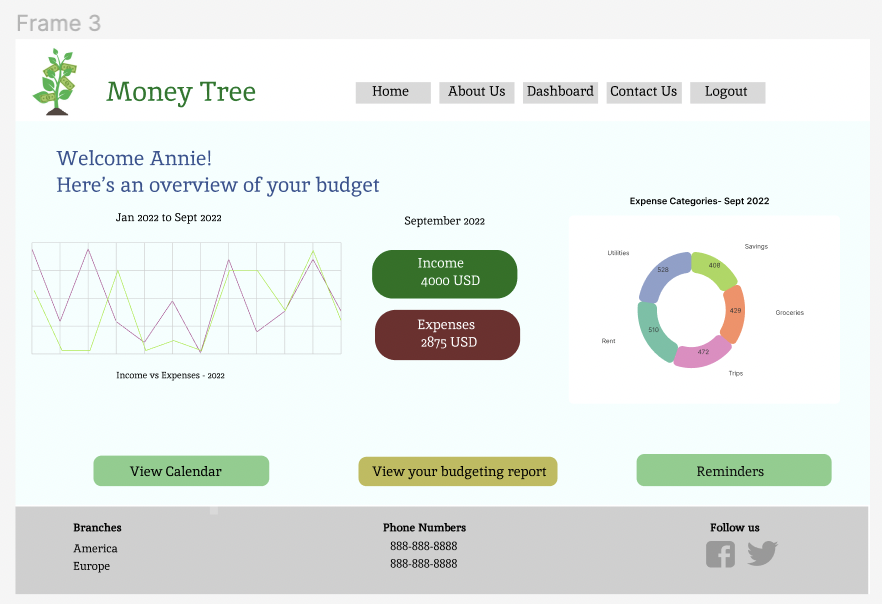 Frame 3
Money Tree
Home
About Us
Dashboard
Contact Us
Logout
Welcome Annie!
Here's an overview of your budget
Jan 2022 to Sept 2022
Income vs Expenses - 2022
September 2022
Income
4000 USD
Expenses
2875 USD
Expense Categories- Sept 2022
Utilities
Savings
528
408
Groceries
429
Rent
510
472
Trips
View Calendar
View your budgeting report
Reminders
Branches
America
Europe
Phone Numbers
888-888-8888
888-888-8888
Follow us